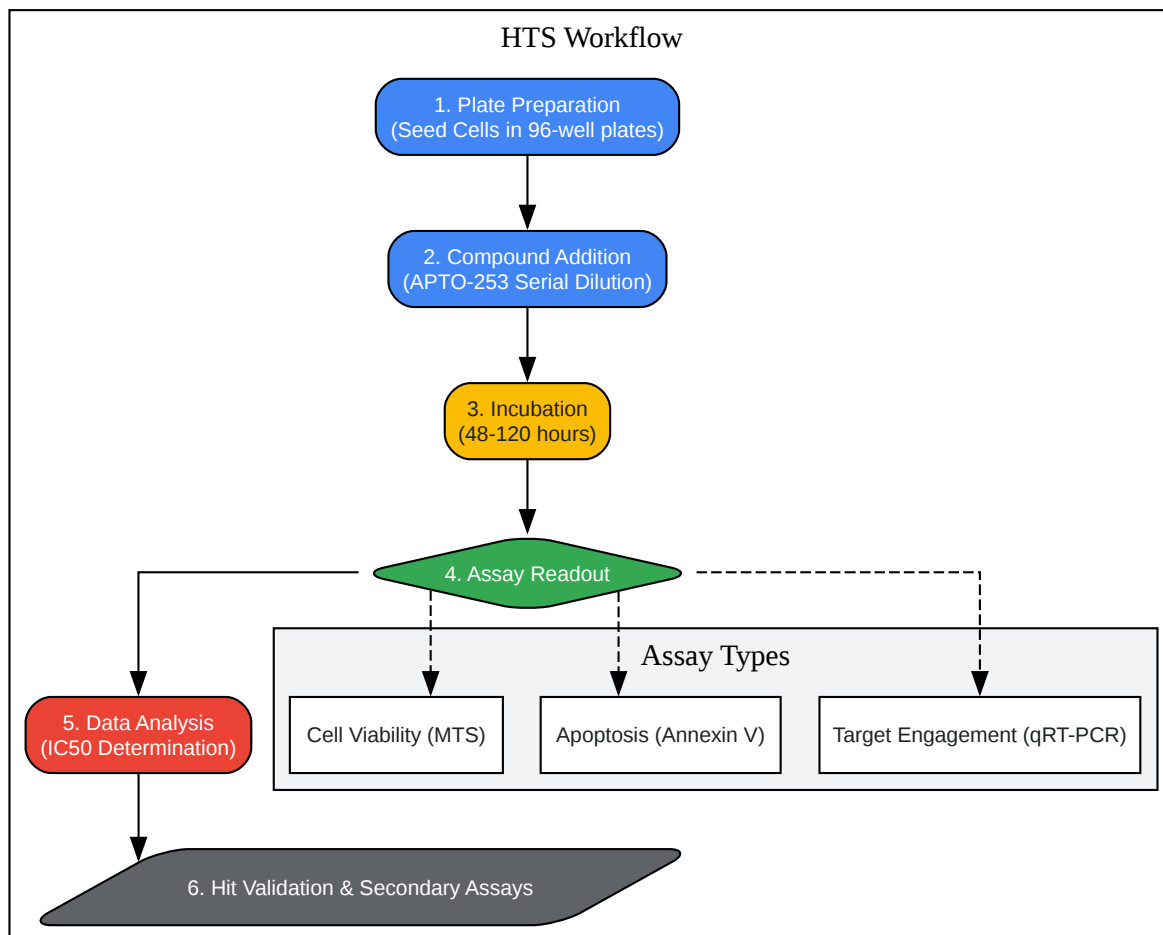 HTS Workflow
1. Plate Preparation
(Seed Cells in 96-well plates)
2. Compound Addition
(APTO-253 Serial Dilution)
3. Incubation
(48-120 hours)
4. Assay Readout
Assay Types
5. Data Analysis
(IC50 Determination)
Cell Viability (MTS)
Apoptosis (Annexin V)
Target Engagement (qRT-PCR)
6. Hit Validation & Secondary Assays